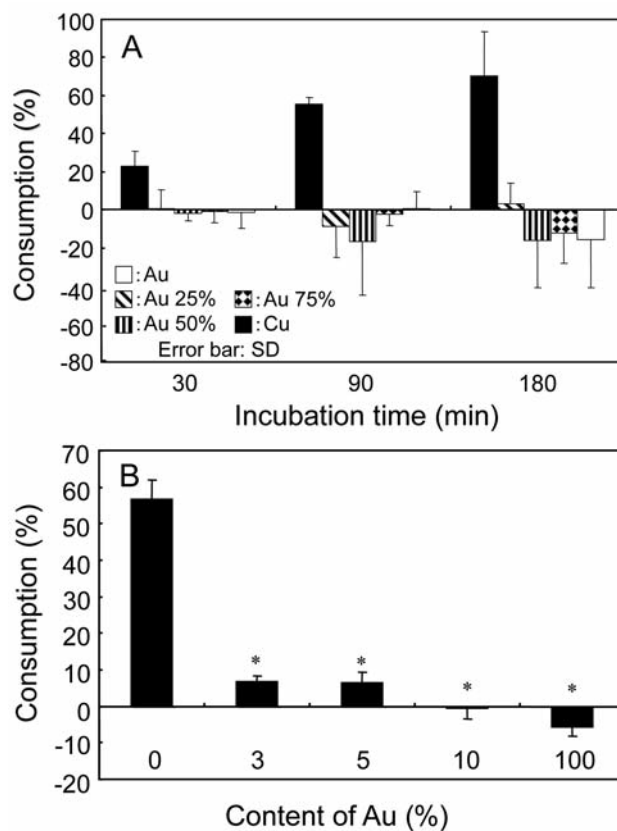 A
Consumption (%)
100
80
60
40
20
0
-20
-40
-60
-80
: Au
: Au 25% : Au 75%
: Au 50% : Cu
Error bar: SD
30 90 180
Incubation time (min)
B
Consumption (%)
70
60
50
40
30
20
10
0
-10
-20
* * * *
0 3 5 10 100
Content of Au (%)